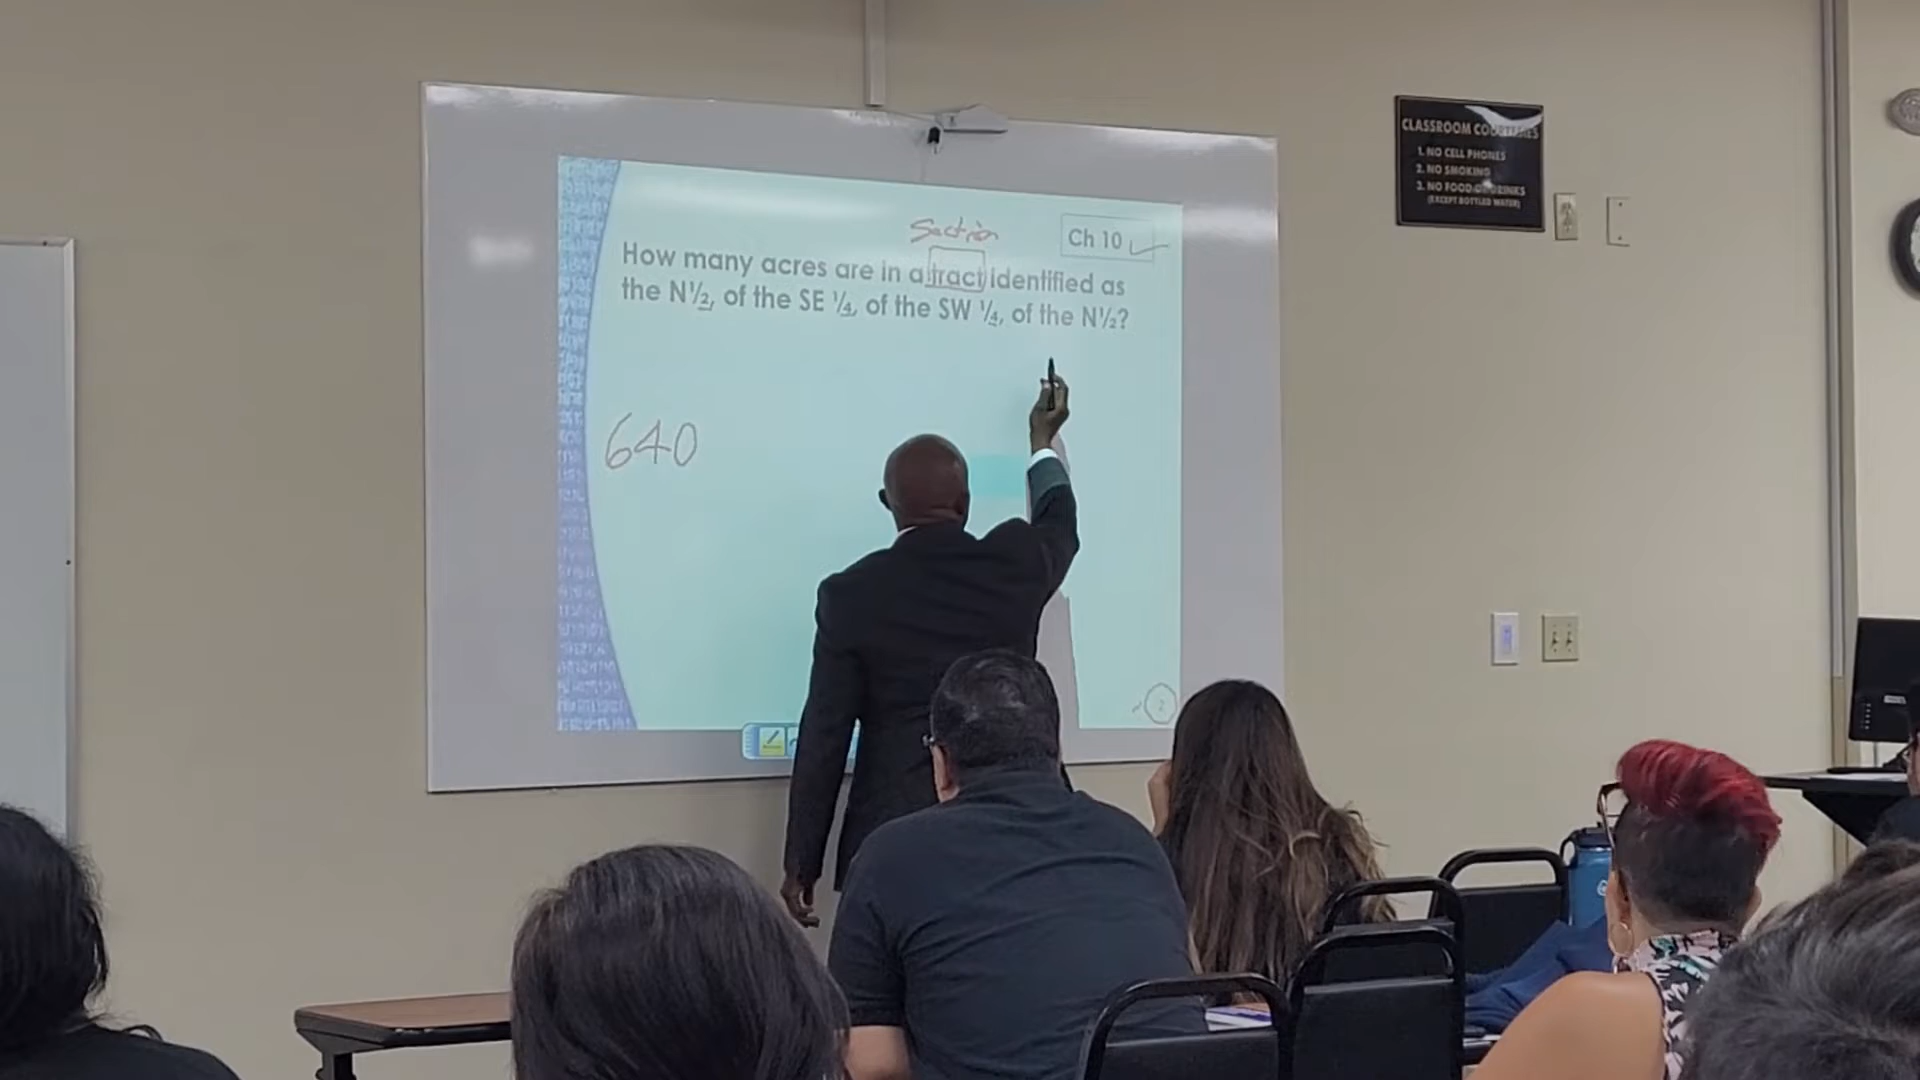 Section
Ch 10
How many acres are in a tract identified as
the N½, of the SE ¼, of the SW ¼, of the N½?
640
2
CLASSROOM COURTESIES
1. NO CELL PHONES
2. NO SMOKING
3. NO FOOD OR DRINKS
(EXCEPT BOTTLED WATER)